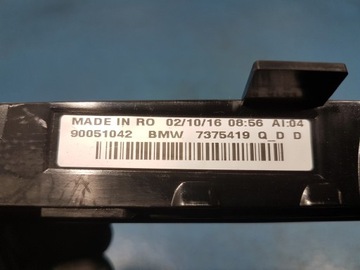 MADE IN RO 02/10/16 08:56 AI:04
90051042 BMW 7375419 Q_D D